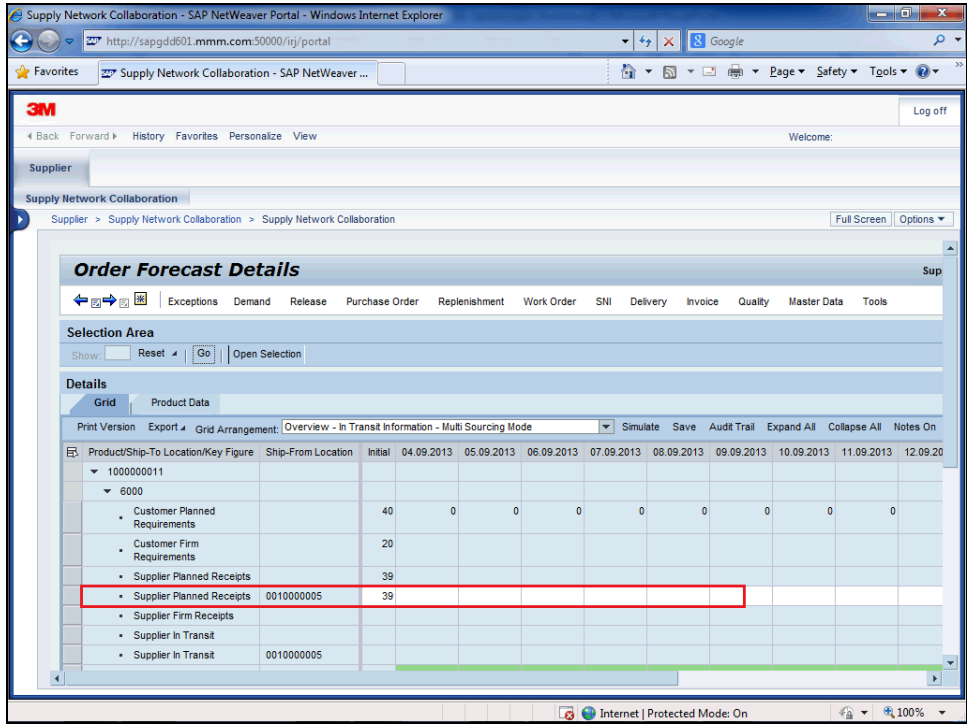 Supply Network Collaboration - SAP NetWeaver Portal - Windows Internet Explorer
http://sapgdd601.mmm.com:50000/irj/portal
Google
Favorites
Supply Network Collaboration - SAP NetWeaver ...
Page Safety Tools
3M
Log off
Back Forward History Favorites Personalize View
Welcome:
Supplier
Supply Network Collaboration
Supplier > Supply Network Collaboration > Supply Network Collaboration
Full Screen Options
Order Forecast Details
Sup
Exceptions Demand Release Purchase Order Replenishment Work Order SNI Delivery Invoice Quality Master Data Tools
Selection Area
Show: Reset Go Open Selection
Details
Grid Product Data
Print Version Export Grid Arrangement: Overview - In Transit Information - Multi Sourcing Mode Simulate Save Audit Trail Expand All Collapse All Notes On
Product/Ship-To Location/Key Figure Ship-From Location Initial 04.09.2013 05.09.2013 06.09.2013 07.09.2013 08.09.2013 09.09.2013 10.09.2013 11.09.2013 12.09.20
1000000011
6000
Customer Planned
Requirements
40 0 0 0 0 0 0 0 0
Customer Firm
Requirements
20
Supplier Planned Receipts 39
Supplier Planned Receipts 0010000005 39
Supplier Firm Receipts
Supplier In Transit
Supplier In Transit 0010000005
Internet | Protected Mode: On
100%